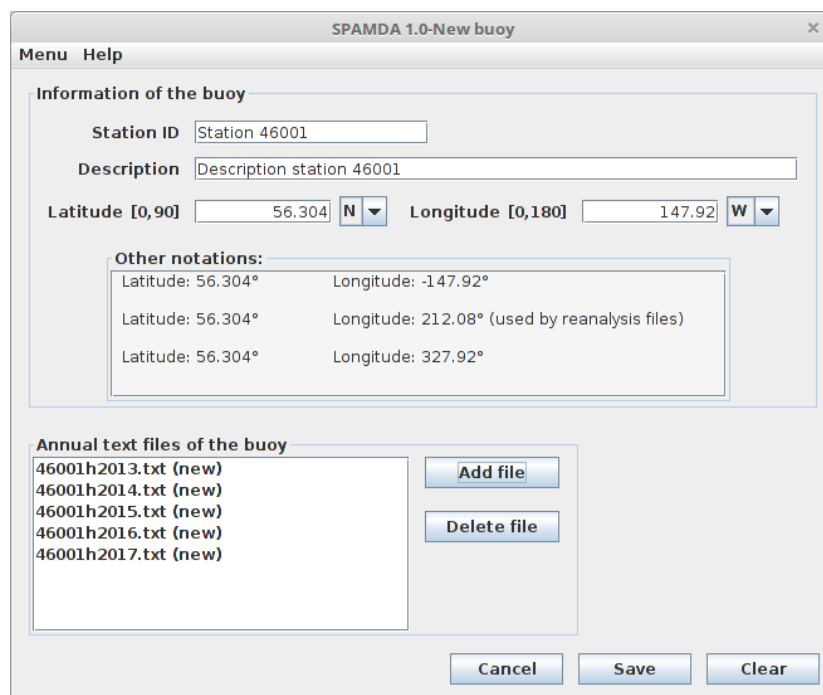 SPAMDA 1.0-New buoy ×
Menu Help
Information of the buoy
Station ID Station 46001
Description Description station 46001
Latitude [0,90] 56.304 N Longitude [0,180] 147.92 W
Other notations:
Latitude: 56.304° Longitude: -147.92°
Latitude: 56.304° Longitude: 212.08° (used by reanalysis files)
Latitude: 56.304° Longitude: 327.92°
Annual text files of the buoy
46001h2013.txt (new)
46001h2014.txt (new)
46001h2015.txt (new)
46001h2016.txt (new)
46001h2017.txt (new)
Add file
Delete file
Cancel Save Clear